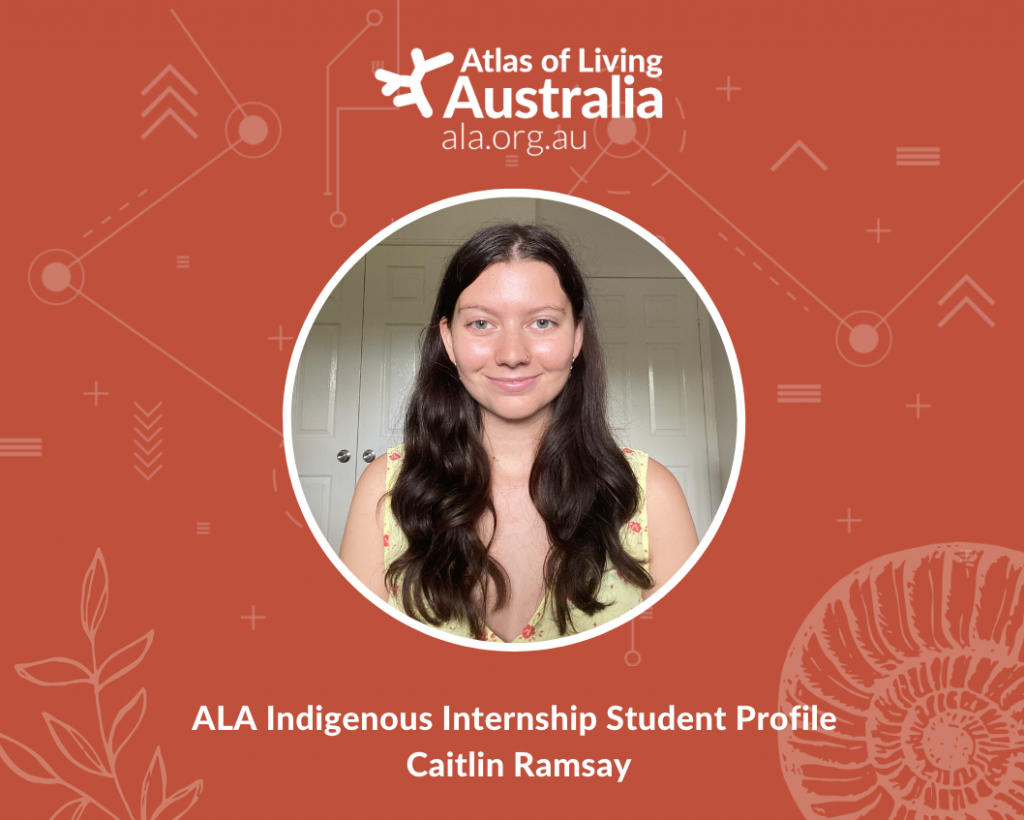 Atlas of Living
Australia
ala.org.au
ALA Indigenous Internship Student Profile
Caitlin Ramsay